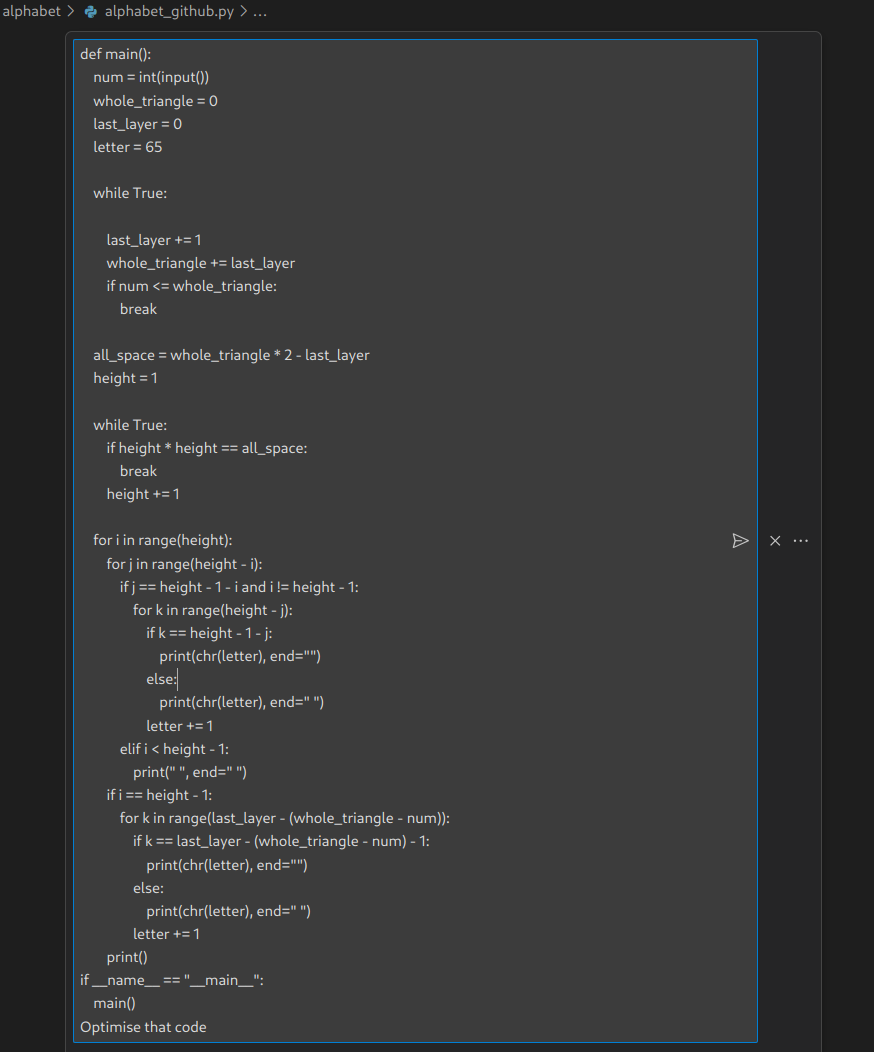 alphabet > alphabet_github.py > ...
def main():
    num = int(input())
    whole_triangle = 0
    last_layer = 0
    letter = 65

    while True:

        last_layer += 1
        whole_triangle += last_layer
        if num <= whole_triangle:
            break

    all_space = whole_triangle * 2 - last_layer
    height = 1

    while True:
        if height * height == all_space:
            break
        height += 1

    for i in range(height):
        for j in range(height - i):
            if j == height - 1 - i and i != height - 1:
                for k in range(height - j):
                    if k == height - 1 - j:
                        print(chr(letter), end="")
                    else:
                        print(chr(letter), end=" ")
                    letter += 1
            elif i < height - 1:
                print(" ", end=" ")
        if i == height - 1:
            for k in range(last_layer - (whole_triangle - num)):
                if k == last_layer - (whole_triangle - num) - 1:
                    print(chr(letter), end="")
                else:
                    print(chr(letter), end=" ")
                letter += 1
        print()
if __name__ == "__main__":
    main()
Optimise that code